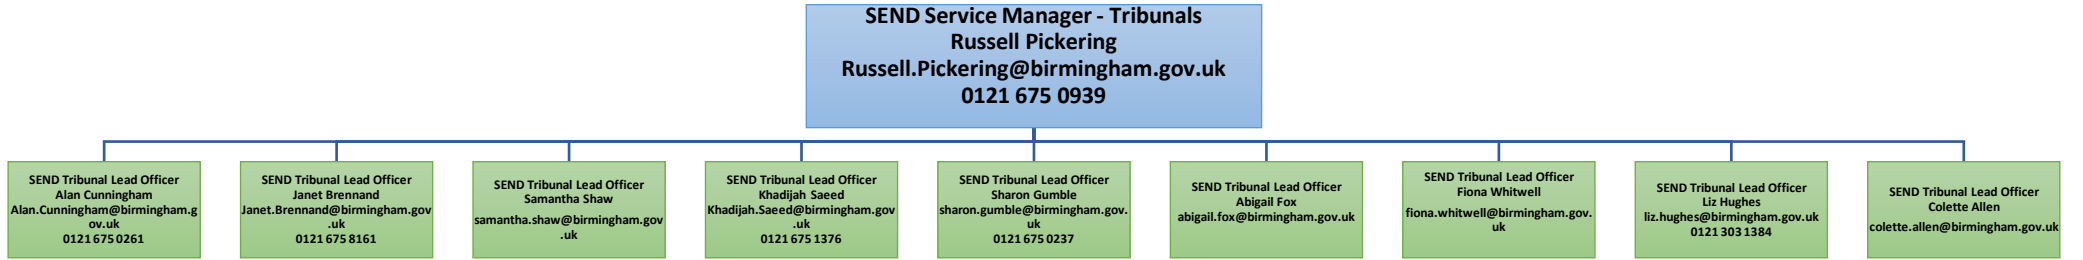 SEND Service Manager - Tribunals
Russell Pickering
Russell.Pickering@birmingham.gov.uk
0121 675 0939
SEND Tribunal Lead Officer
Alan Cunningham
Alan.Cunningham@birmingham.g
ov.uk
0121 675 0261
SEND Tribunal Lead Officer
Janet Brennand
Janet.Brennand@birmingham.gov
.uk
0121 675 8161
SEND Tribunal Lead Officer
Samantha Shaw
samantha.shaw@birmingham.gov
.uk
SEND Tribunal Lead Officer
Khadijah Saeed
Khadijah.Saeed@birmingham.gov
.uk
0121 675 1376
SEND Tribunal Lead Officer
Sharon Gumble
sharon.gumble@birmingham.gov.
uk
0121 675 0237
SEND Tribunal Lead Officer
Abigail Fox
abigail.fox@birmingham.gov.uk
SEND Tribunal Lead Officer
Fiona Whitwell
fiona.whitwell@birmingham.gov.
uk
SEND Tribunal Lead Officer
Liz Hughes
liz.hughes@birmingham.gov.uk
0121 303 1384
SEND Tribunal Lead Officer
Colette Allen
colette.allen@birmingham.gov.uk